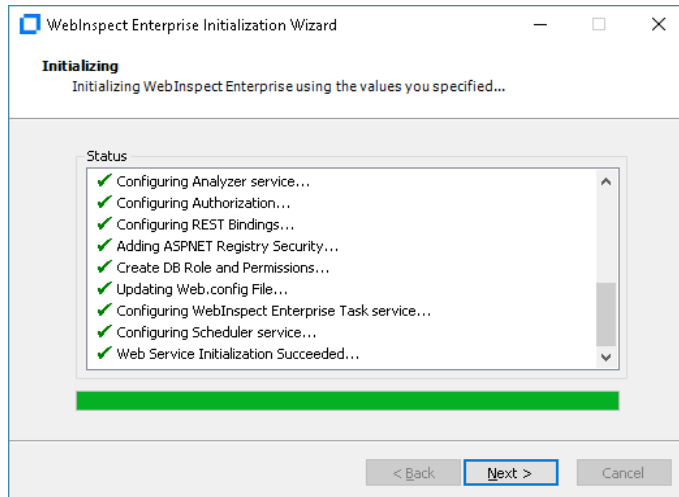 WebInspect Enterprise Initialization Wizard
Initializing
Initializing WebInspect Enterprise using the values you specified...
Status
Configuring Analyzer service...
Configuring Authorization...
Configuring REST Bindings...
Adding ASPNET Registry Security...
Create DB Role and Permissions...
Updating Web.config File...
Configuring WebInspect Enterprise Task service...
Configuring Scheduler service...
Web Service Initialization Succeeded...
< Back Next > Cancel